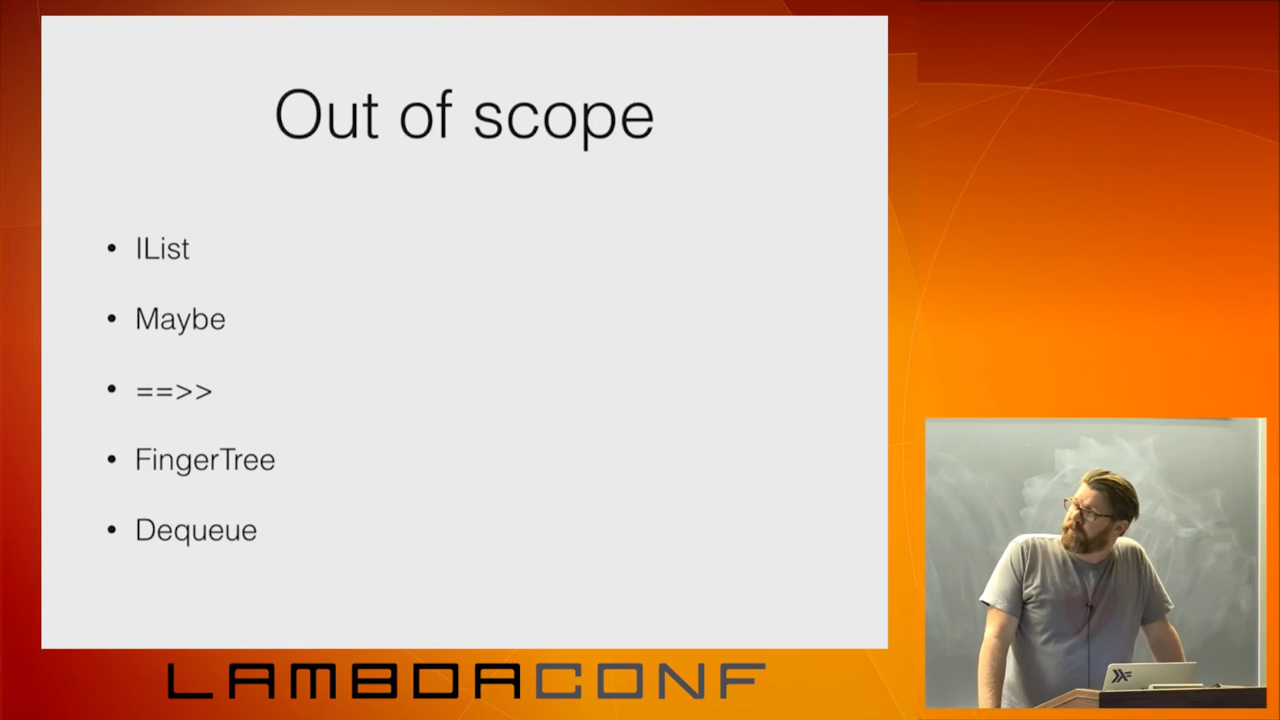 Out of scope
• IList
• Maybe
• ==>>
• FingerTree
• Dequeue
LAMBDACONF